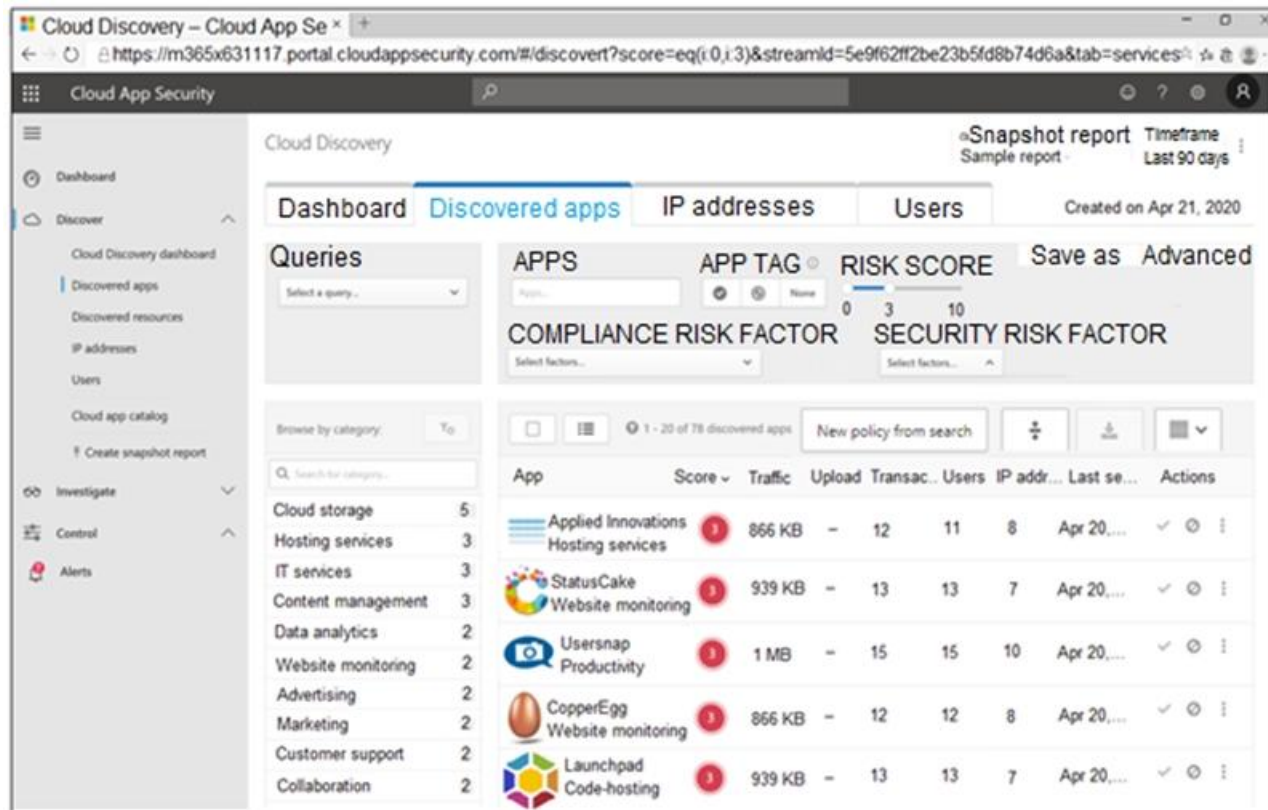 Cloud Discovery – Cloud App Se × +
https://m365x631117.portal.cloudappsecurity.com/#/discovert?score=eq(i:0,i:3)&streamId=5e9f62ff2be23b5fd8b74d6a&tab=services
Cloud App Security
Cloud Discovery
Snapshot report
Sample report
Timeframe
Last 90 days
Dashboard
Discover
Cloud Discovery dashboard
Discovered apps
Discovered resources
IP addresses
Users
Cloud app catalog
Create snapshot report
Investigate
Control
Alerts
Dashboard Discovered apps IP addresses Users Created on Apr 21, 2020
Queries
Select a query...
APPS
Apps...
APP TAG
None
RISK SCORE
0 3 10
Save as Advanced
COMPLIANCE RISK FACTOR
Select factors...
SECURITY RISK FACTOR
Select factors...
Browse by category:
Search for category...
Cloud storage 5
Hosting services 3
IT services 3
Content management 3
Data analytics 2
Website monitoring 2
Advertising 2
Marketing 2
Customer support 2
Collaboration 2
1 - 20 of 78 discovered apps New policy from search
App Score Traffic Upload Transac.. Users IP addr... Last se... Actions
Applied Innovations
Hosting services
3 866 KB – 12 11 8 Apr 20,...
StatusCake
Website monitoring
3 939 KB – 13 13 7 Apr 20,...
Usersnap
Productivity
3 1 MB – 15 15 10 Apr 20,...
CopperEgg
Website monitoring
3 866 KB – 12 12 8 Apr 20,...
Launchpad
Code-hosting
3 939 KB – 13 13 7 Apr 20,...